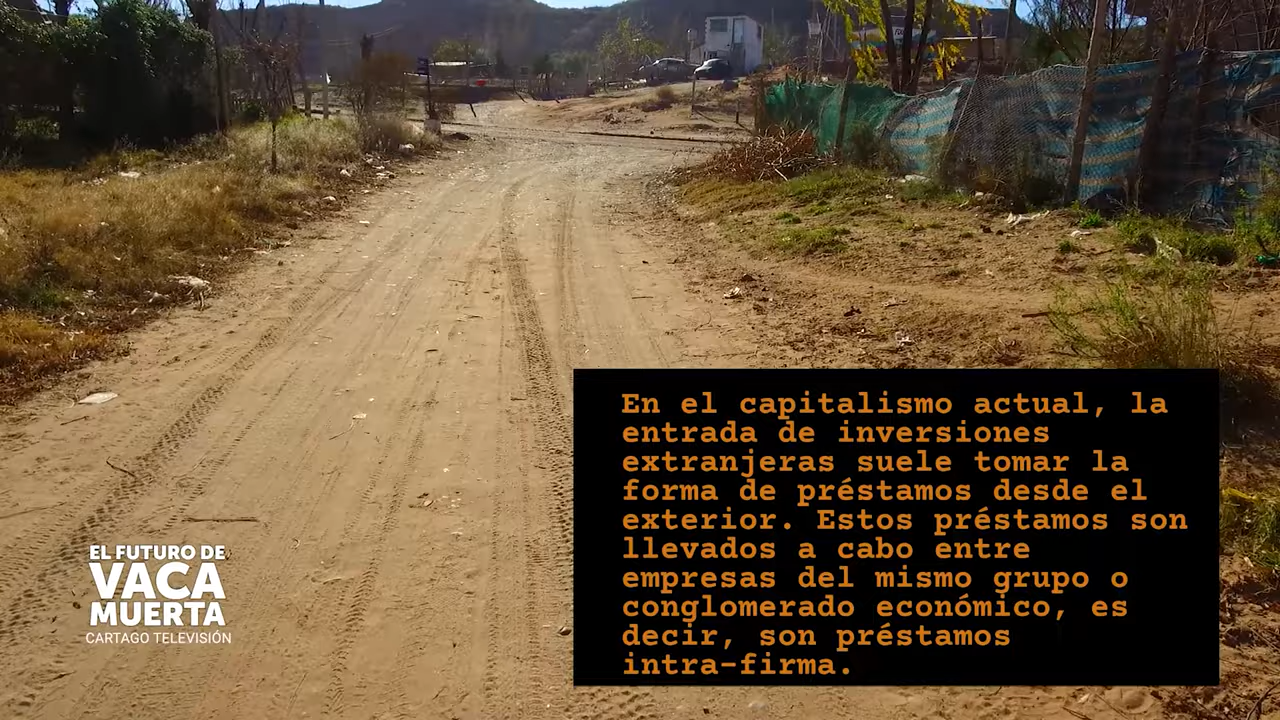 En el capitalismo actual, la
entrada de inversiones
extranjeras suele tomar la
forma de préstamos desde el
exterior. Estos préstamos son
llevados a cabo entre
empresas del mismo grupo o
conglomerado económico, es
decir, son préstamos
intra-firma.
EL FUTURO DE
VACA
MUERTA
CARTAGO TELEVISIÓN